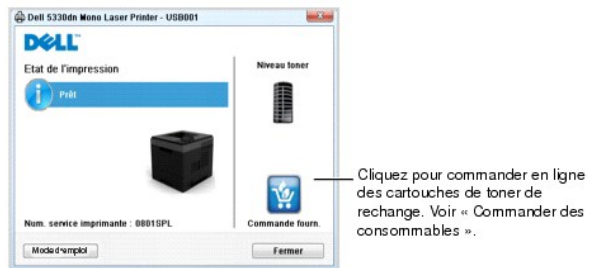 Dell 5330dn Mono Laser Printer - USB001
DELL
Etat de l'impression
Prêt
Niveau toner
Num. service imprimante : 0801SPL
Commande fourn.
Mode d'emploi
Fermer
Cliquez pour commander en ligne
des cartouches de toner de
rechange. Voir « Commander des
consommables ».